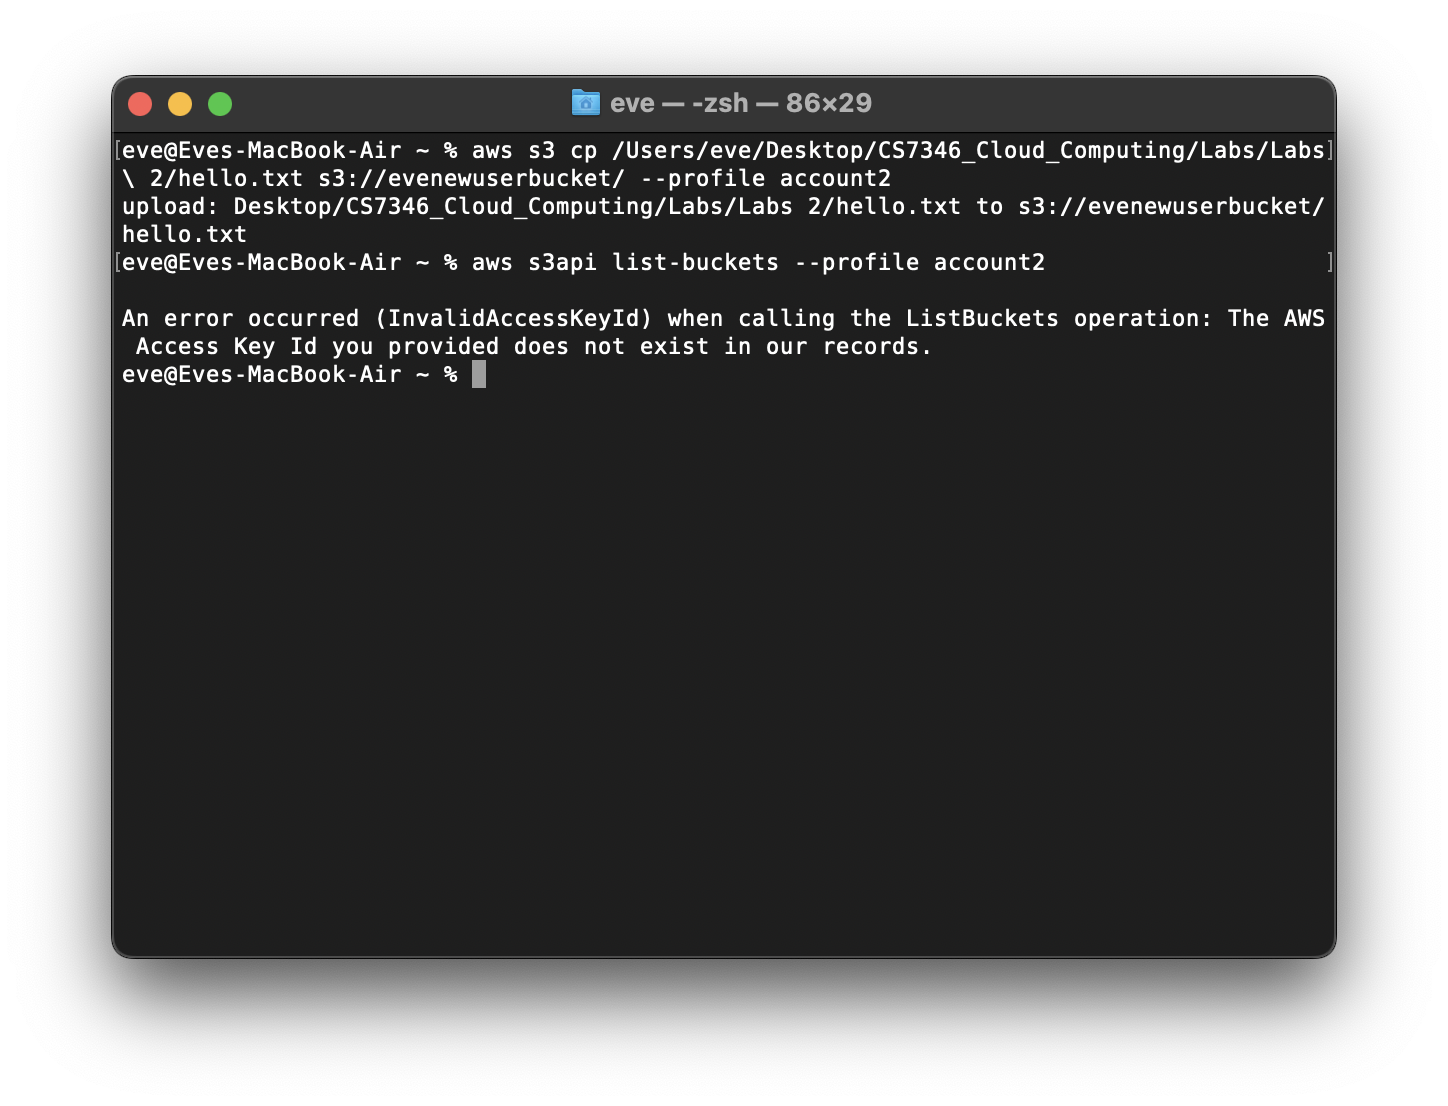 eve — -zsh — 86×29
[eve@Eves-MacBook-Air ~ % aws s3 cp /Users/eve/Desktop/CS7346_Cloud_Computing/Labs/Labs]
\ 2/hello.txt s3://evenewuserbucket/ --profile account2
upload: Desktop/CS7346_Cloud_Computing/Labs/Labs 2/hello.txt to s3://evenewuserbucket/
hello.txt
[eve@Eves-MacBook-Air ~ % aws s3api list-buckets --profile account2 ]
An error occurred (InvalidAccessKeyId) when calling the ListBuckets operation: The AWS
Access Key Id you provided does not exist in our records.
eve@Eves-MacBook-Air ~ %